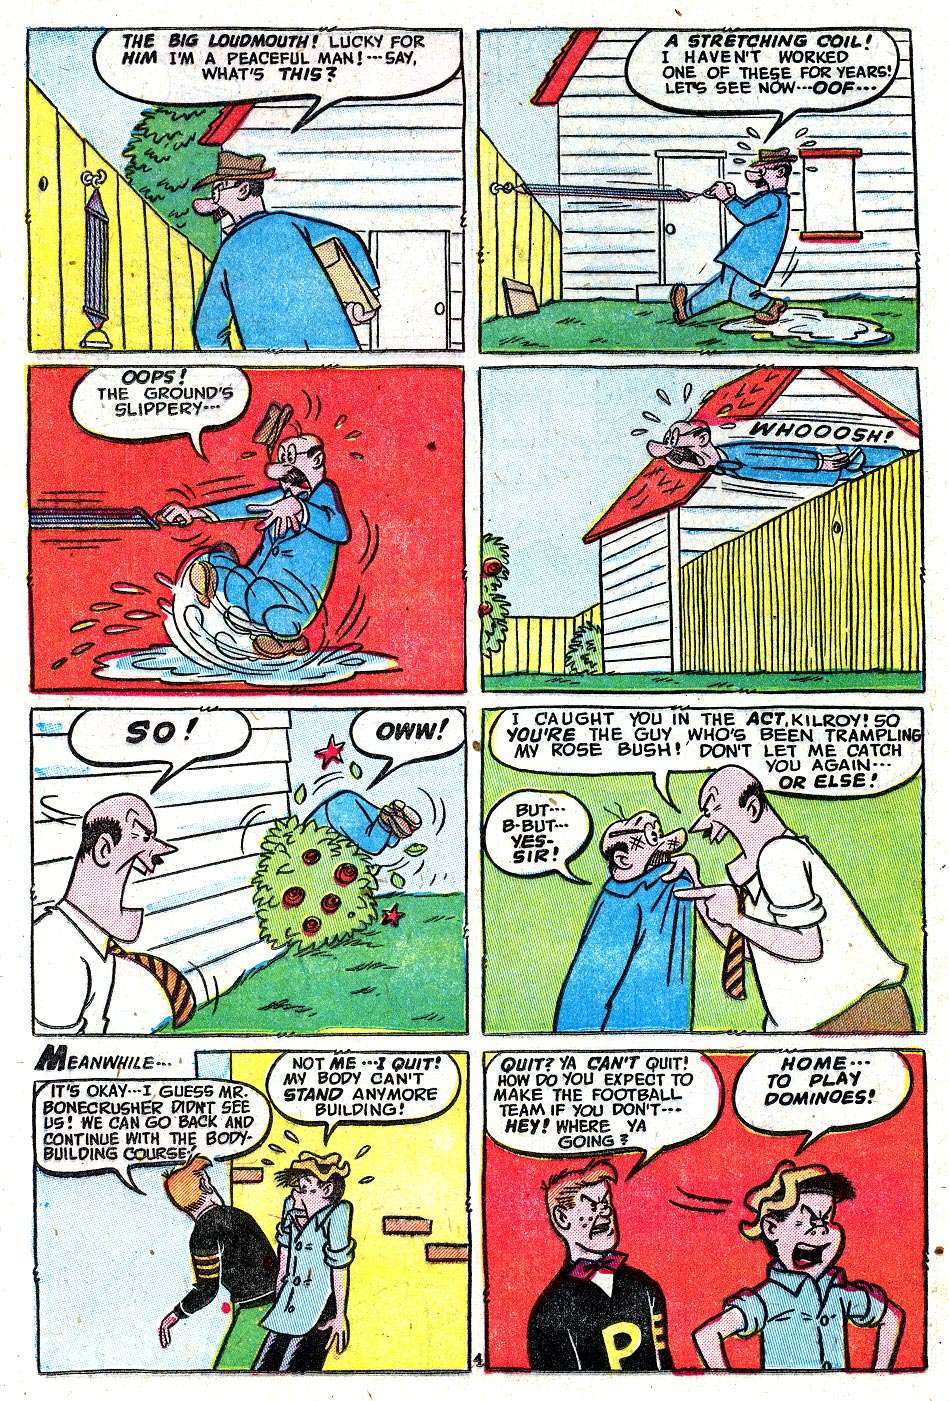 THE BIG LOUDMOUTH! LUCKY FOR
HIM I'M A PEACEFUL MAN!---SAY,
WHAT'S THIS?
A STRETCHING COIL!
I HAVEN'T WORKED
ONE OF THESE FOR YEARS!
LET'S SEE NOW---OOF---
OOPS!
THE GROUND'S
SLIPPERY---
WHOOOSH!
SO!
OWW!
I CAUGHT YOU IN THE ACT, KILROY! SO
YOU'RE THE GUY WHO'S BEEN TRAMPLING
MY ROSE BUSH! DON'T LET ME CATCH
YOU AGAIN---
OR ELSE!
BUT---
B-BUT---
YES-
SIR!
MEANWHILE---
IT'S OKAY---I GUESS MR.
BONECRUSHER DIDN'T SEE
US! WE CAN GO BACK AND
CONTINUE WITH THE BODY-
BUILDING COURSE!
NOT ME---I QUIT!
MY BODY CAN'T
STAND ANYMORE
BUILDING!
QUIT? YA CAN'T QUIT!
HOW DO YOU EXPECT TO
MAKE THE FOOTBALL
TEAM IF YOU DON'T---
HEY! WHERE YA
GOING?
HOME---
TO PLAY
DOMINOES!
P
4